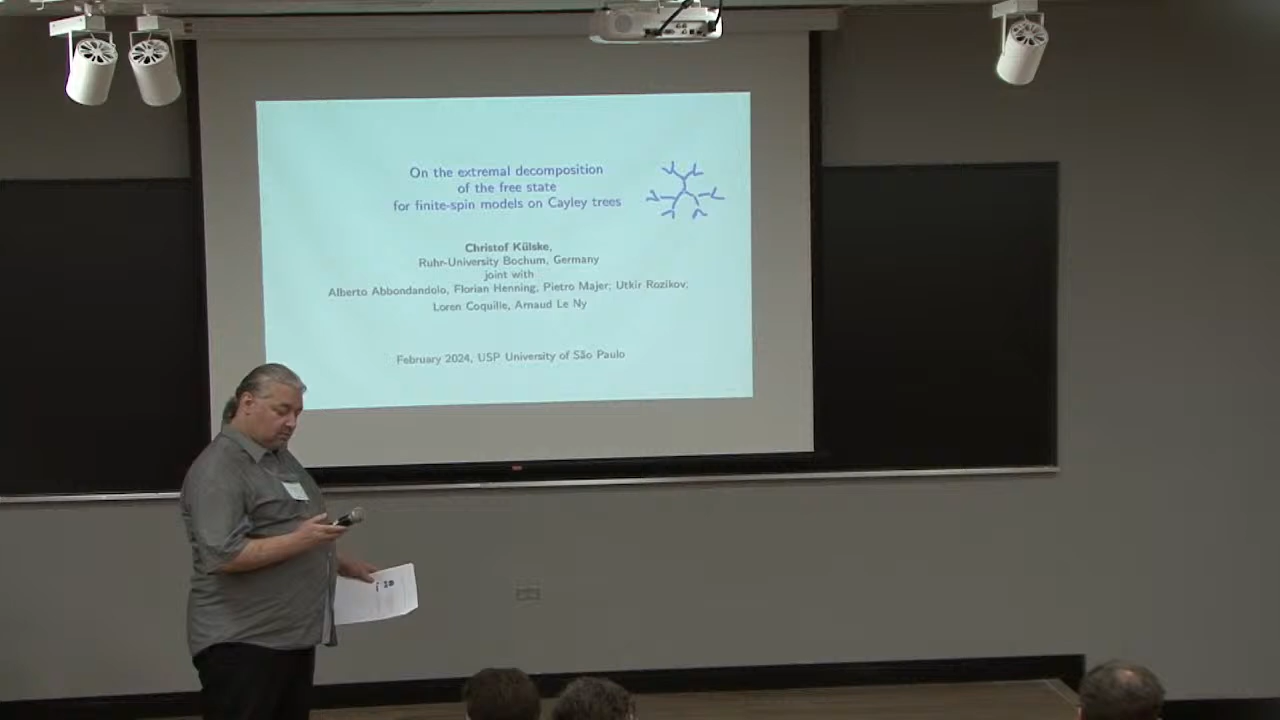 On the extremal decomposition
of the free state
for finite-spin models on Cayley trees
Christof Külske,
Ruhr-University Bochum, Germany
joint with
Alberto Abbondandolo, Florian Henning, Pietro Majer; Utkir Rozikov;
Loren Coquille, Arnaud Le Ny
February 2024, USP University of São Paulo